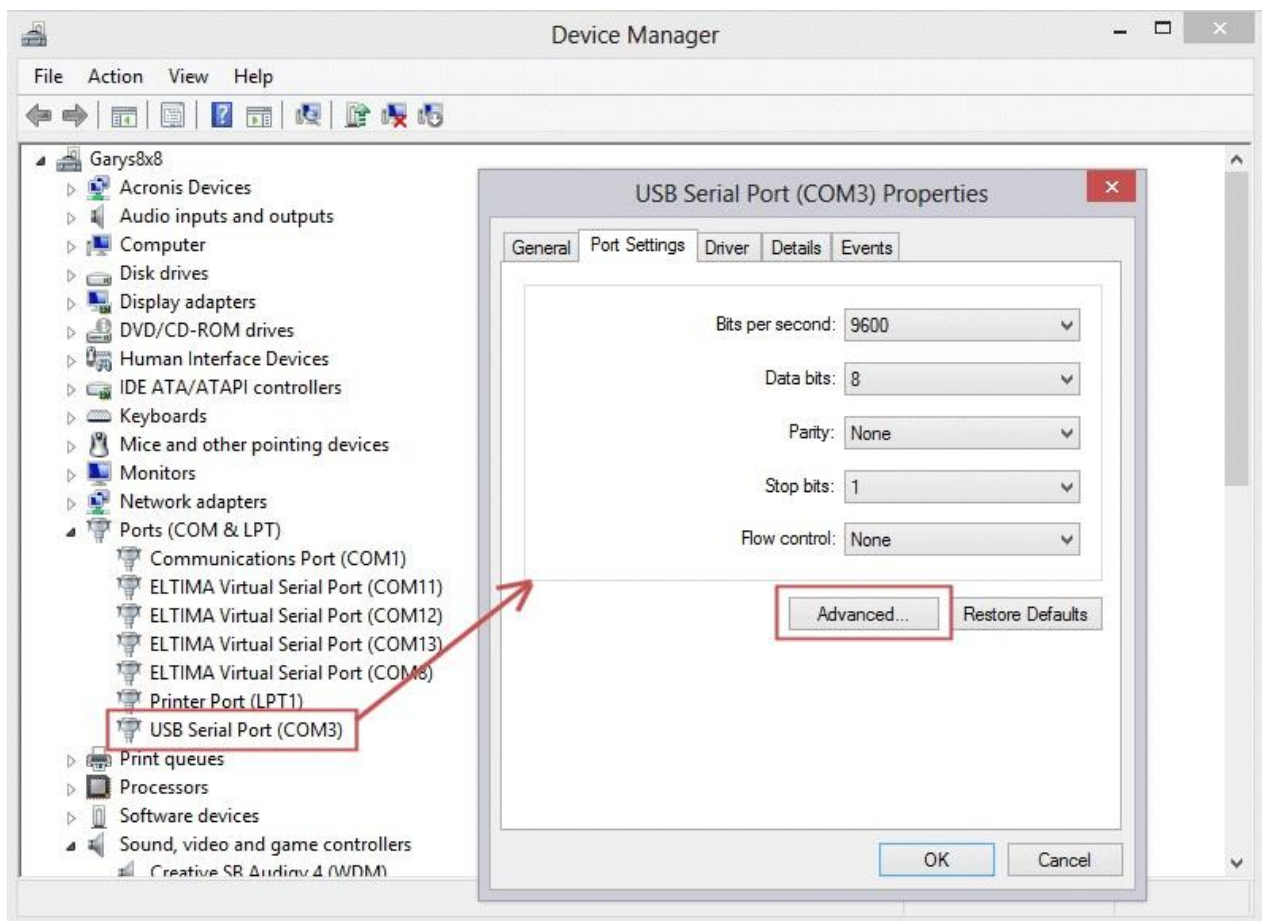 Device Manager
File Action View Help
Garys8x8
Acronis Devices
Audio inputs and outputs
Computer
Disk drives
Display adapters
DVD/CD-ROM drives
Human Interface Devices
IDE ATA/ATAPI controllers
Keyboards
Mice and other pointing devices
Monitors
Network adapters
Ports (COM & LPT)
Communications Port (COM1)
ELTIMA Virtual Serial Port (COM11)
ELTIMA Virtual Serial Port (COM12)
ELTIMA Virtual Serial Port (COM13)
ELTIMA Virtual Serial Port (COM8)
Printer Port (LPT1)
USB Serial Port (COM3)
Print queues
Processors
Software devices
Sound, video and game controllers
Creative SB Audigy 4 (WDM)
USB Serial Port (COM3) Properties
General Port Settings Driver Details Events
Bits per second: 9600
Data bits: 8
Parity: None
Stop bits: 1
Flow control: None
Advanced... Restore Defaults
OK Cancel